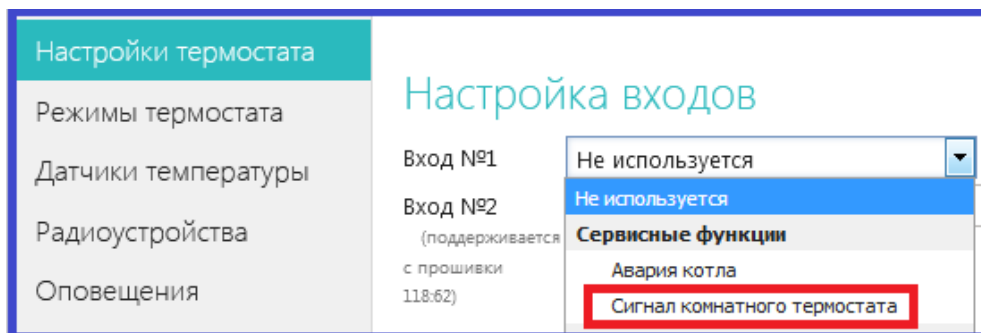 Настройки термостата
Режимы термостата
Датчики температуры
Радиоустройства
Оповещения
Настройка входов
Вход №1
Не используется
Вход №2
(поддерживается
с прошивки
118:62)
Не используется
Сервисные функции
Авария котла
Сигнал комнатного термостата